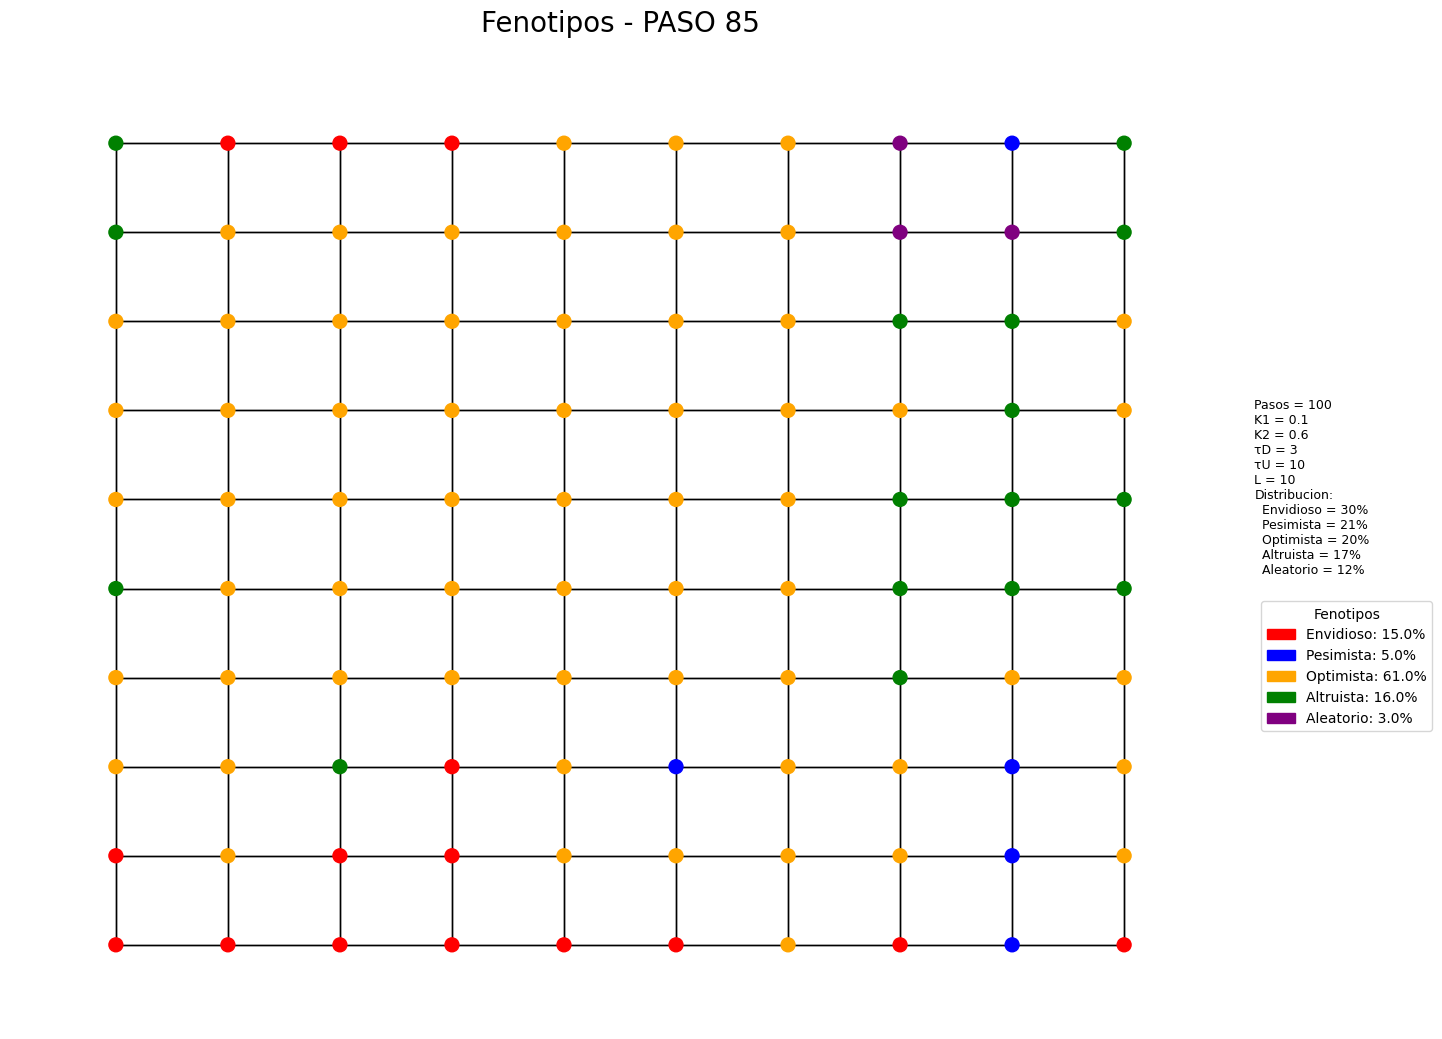 Fenotipos - PASO 85
Pasos = 100
K1 = 0.1
K2 = 0.6
τD = 3
τU = 10
L = 10
Distribucion:
Envidioso = 30%
Pesimista = 21%
Optimista = 20%
Altruista = 17%
Aleatorio = 12%
Fenotipos
Envidioso: 15.0%
Pesimista: 5.0%
Optimista: 61.0%
Altruista: 16.0%
Aleatorio: 3.0%